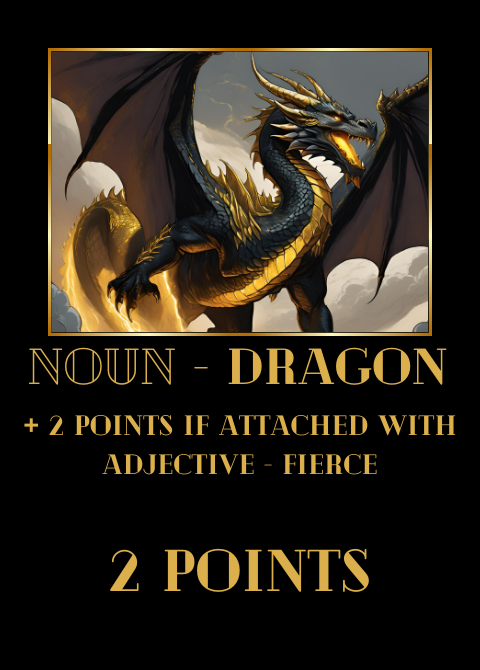 NOUN - DRAGON
+ 2 POINTS IF ATTACHED WITH
ADJECTIVE - FIERCE
2 POINTS